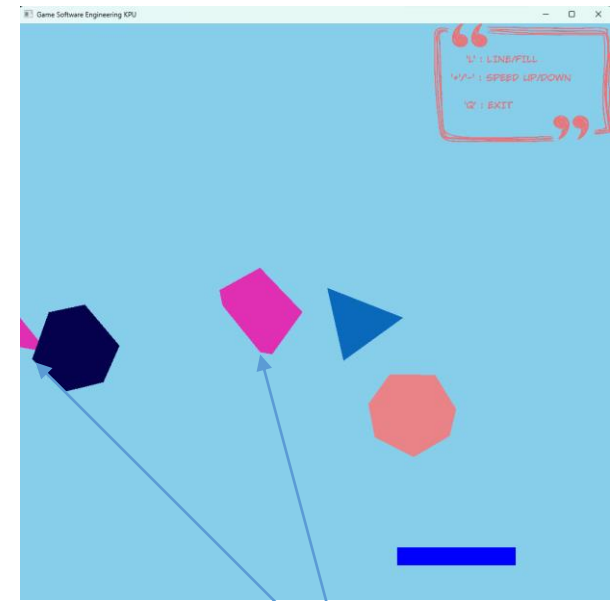 Game Software Engineering KPU
'L' : LINE/FILL
'+'/'-' : SPEED UP/DOWN
'Q' : EXIT